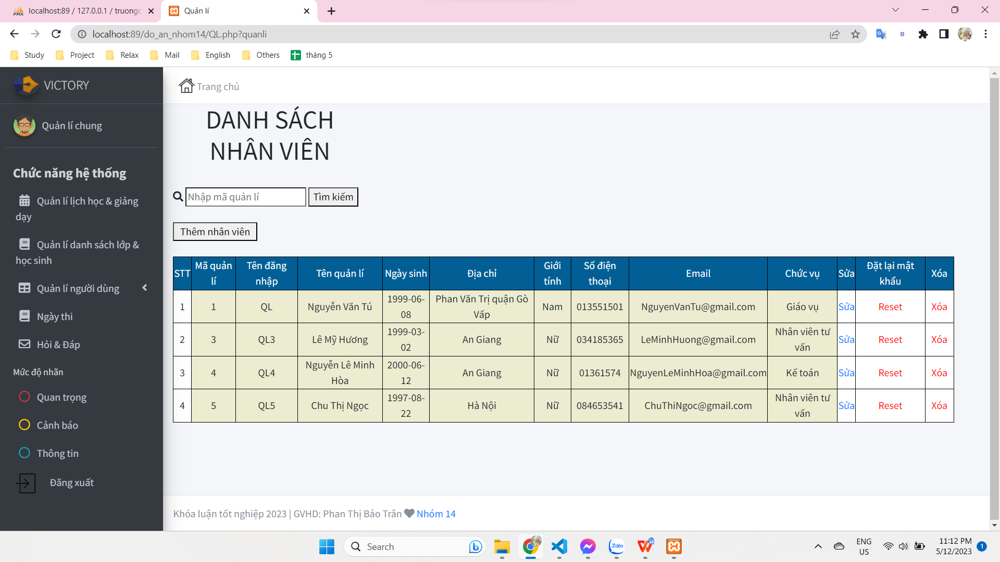 localhost:89 / 127.0.0.1 / truongc
Quản lí
localhost:89/do_an_nhom14/QL.php?quanli
Study
Project
Relax
Mail
English
Others
tháng 5
VICTORY
Trang chủ
Quản lí chung
Chức năng hệ thống
Quản lí lịch học & giảng
dạy
Quản lí danh sách lớp &
học sinh
Quản lí người dùng
Ngày thi
Hỏi & Đáp
Mức độ nhãn
Quan trọng
Cảnh báo
Thông tin
Đăng xuất
DANH SÁCH
NHÂN VIÊN
Nhập mã quản lí
Tìm kiếm
Thêm nhân viên
STT Mã quản lí Tên đăng nhập Tên quản lí Ngày sinh Địa chỉ Giới tính Số điện thoại Email Chức vụ Sửa Đặt lại mật khẩu Xóa
1 1 QL Nguyễn Văn Tú 1999-06-08 Phan Văn Trị quận Gò Vấp Nam 013551501 NguyenVanTu@gmail.com Giáo vụ Sửa Reset Xóa
2 3 QL3 Lê Mỹ Hương 1999-03-02 An Giang Nữ 034185365 LeMinhHuong@gmail.com Nhân viên tư vấn Sửa Reset Xóa
3 4 QL4 Nguyễn Lê Minh Hòa 2000-06-12 An Giang Nữ 01361574 NguyenLeMinhHoa@gmail.com Kế toán Sửa Reset Xóa
4 5 QL5 Chu Thị Ngọc 1997-08-22 Hà Nội Nữ 084653541 ChuThiNgoc@gmail.com Nhân viên tư vấn Sửa Reset Xóa
Khóa luận tốt nghiệp 2023 | GVHD: Phan Thị Bảo Trân Nhóm 14
Search
Zalo
ENG
US
11:12 PM
5/12/2023
1